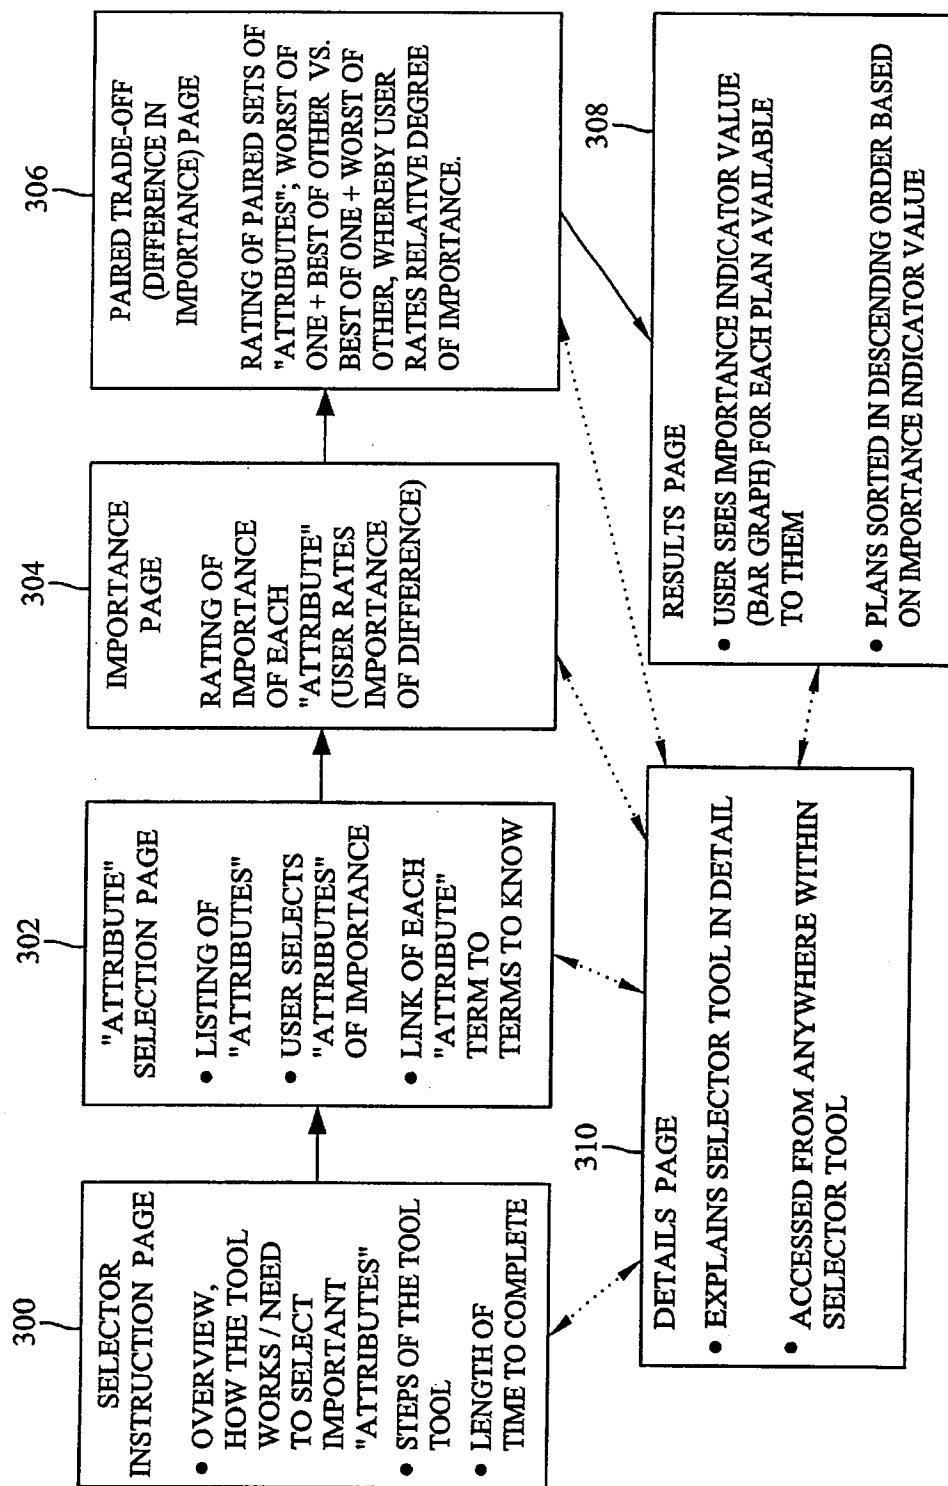 300
SELECTOR
INSTRUCTION PAGE
• OVERVIEW,
HOW THE TOOL
WORKS / NEED
TO SELECT
IMPORTANT
"ATTRIBUTES"
• STEPS OF THE TOOL
TOOL
• LENGTH OF
TIME TO COMPLETE
302
"ATTRIBUTE"
SELECTION PAGE
• LISTING OF
"ATTRIBUTES"
• USER SELECTS
"ATTRIBUTES"
OF IMPORTANCE
• LINK OF EACH
"ATTRIBUTE"
TERM TO
TERMS TO KNOW
304
IMPORTANCE
PAGE
RATING OF
IMPORTANCE
OF EACH
"ATTRIBUTE"
(USER RATES
IMPORTANCE
OF DIFFERENCE)
306
PAIRED TRADE-OFF
(DIFFERENCE IN
IMPORTANCE) PAGE
RATING OF PAIRED SETS OF
"ATTRIBUTES": WORST OF
ONE + BEST OF OTHER VS.
BEST OF ONE + WORST OF
OTHER, WHEREBY USER
RATES RELATIVE DEGREE
OF IMPORTANCE.
310
DETAILS PAGE
• EXPLAINS SELECTOR TOOL IN DETAIL
• ACCESSED FROM ANYWHERE WITHIN
SELECTOR TOOL
308
RESULTS PAGE
• USER SEES IMPORTANCE INDICATOR VALUE
(BAR GRAPH) FOR EACH PLAN AVAILABLE
TO THEM
• PLANS SORTED IN DESCENDING ORDER BASED
ON IMPORTANCE INDICATOR VALUE